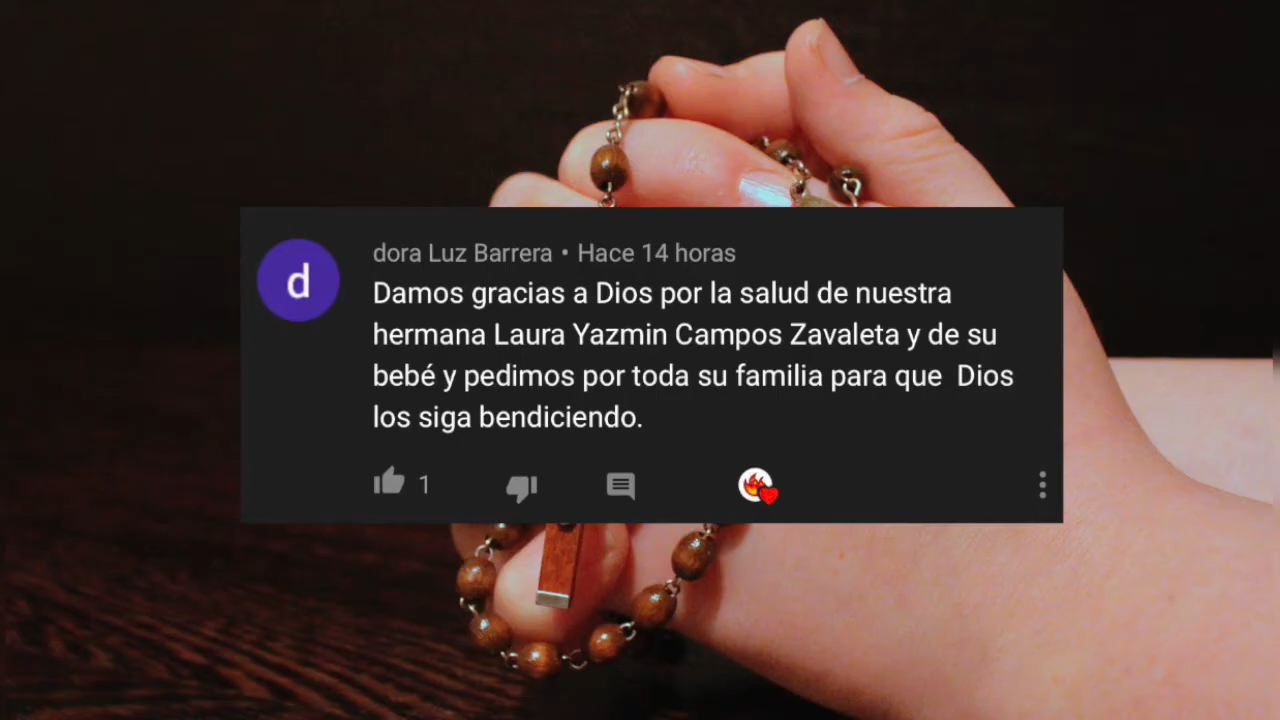 d
dora Luz Barrera • Hace 14 horas
Damos gracias a Dios por la salud de nuestra
hermana Laura Yazmin Campos Zavaleta y de su
bebé y pedimos por toda su familia para que  Dios
los siga bendiciendo.
1